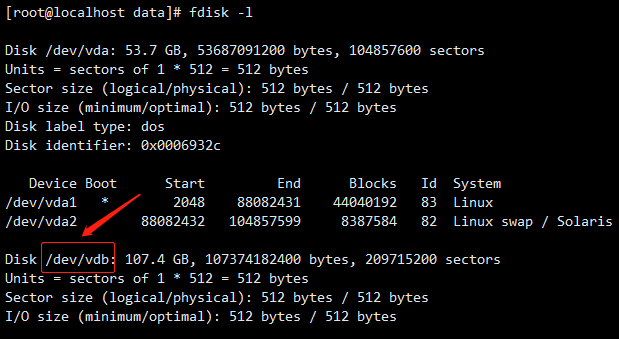 [root@localhost data]# fdisk -l
Disk /dev/vda: 53.7 GB, 53687091200 bytes, 104857600 sectors
Units = sectors of 1 * 512 = 512 bytes
Sector size (logical/physical): 512 bytes / 512 bytes
I/O size (minimum/optimal): 512 bytes / 512 bytes
Disk label type: dos
Disk identifier: 0x0006932c
Device Boot Start End Blocks Id System
/dev/vda1 * 2048 88082431 44040192 83 Linux
/dev/vda2 88082432 104857599 8387584 82 Linux swap / Solaris
Disk /dev/vdb: 107.4 GB, 107374182400 bytes, 209715200 sectors
Units = sectors of 1 * 512 = 512 bytes
Sector size (logical/physical): 512 bytes / 512 bytes
I/O size (minimum/optimal): 512 bytes / 512 bytes